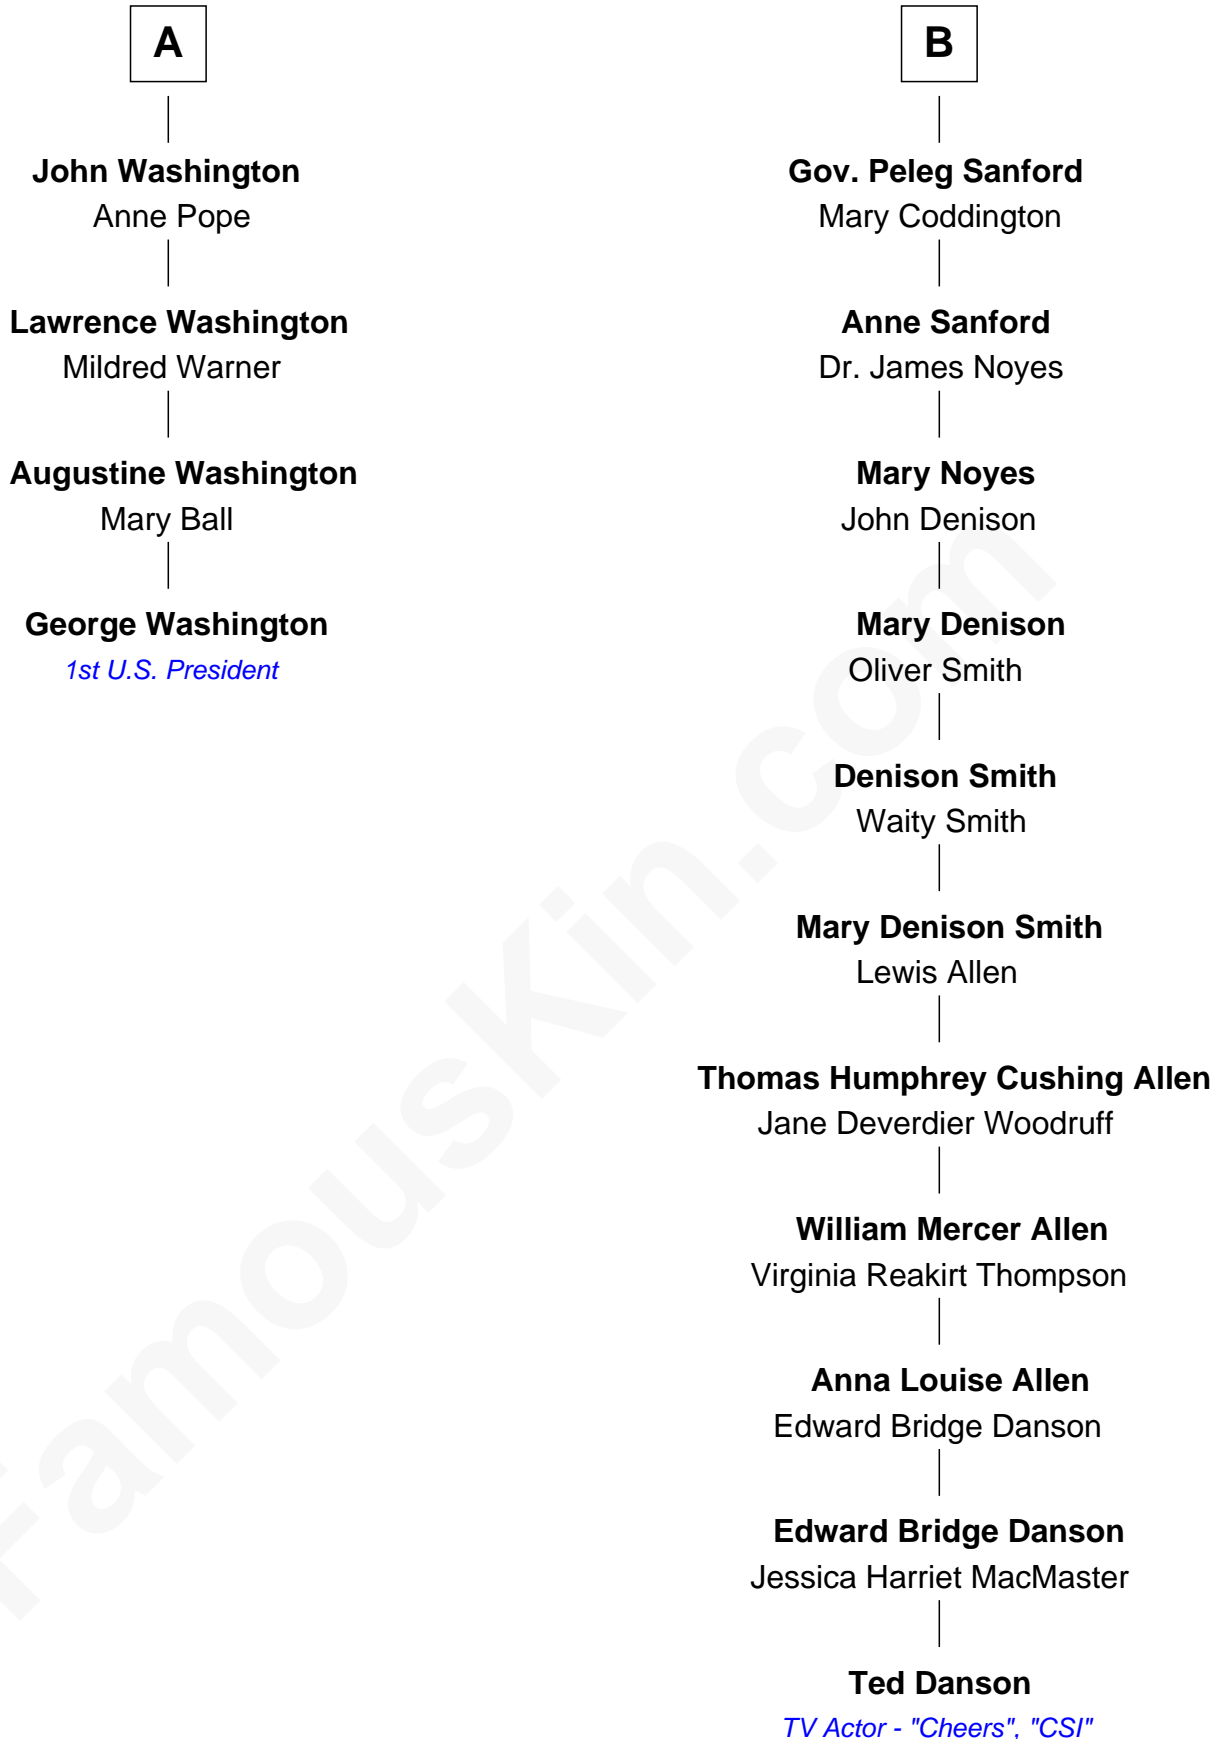 A
John Washington
Anne Pope
Lawrence Washington
Mildred Warner
Augustine Washington
Mary Ball
George Washington
1st U.S. President
B
Gov. Peleg Sanford
Mary Coddington
Anne Sanford
Dr. James Noyes
Mary Noyes
John Denison
Mary Denison
Oliver Smith
Denison Smith
Waity Smith
Mary Denison Smith
Lewis Allen
Thomas Humphrey Cushing Allen
Jane Deverdier Woodruff
William Mercer Allen
Virginia Reakirt Thompson
Anna Louise Allen
Edward Bridge Danson
Edward Bridge Danson
Jessica Harriet MacMaster
Ted Danson
TV Actor - "Cheers", "CSI"
FamousKin.com